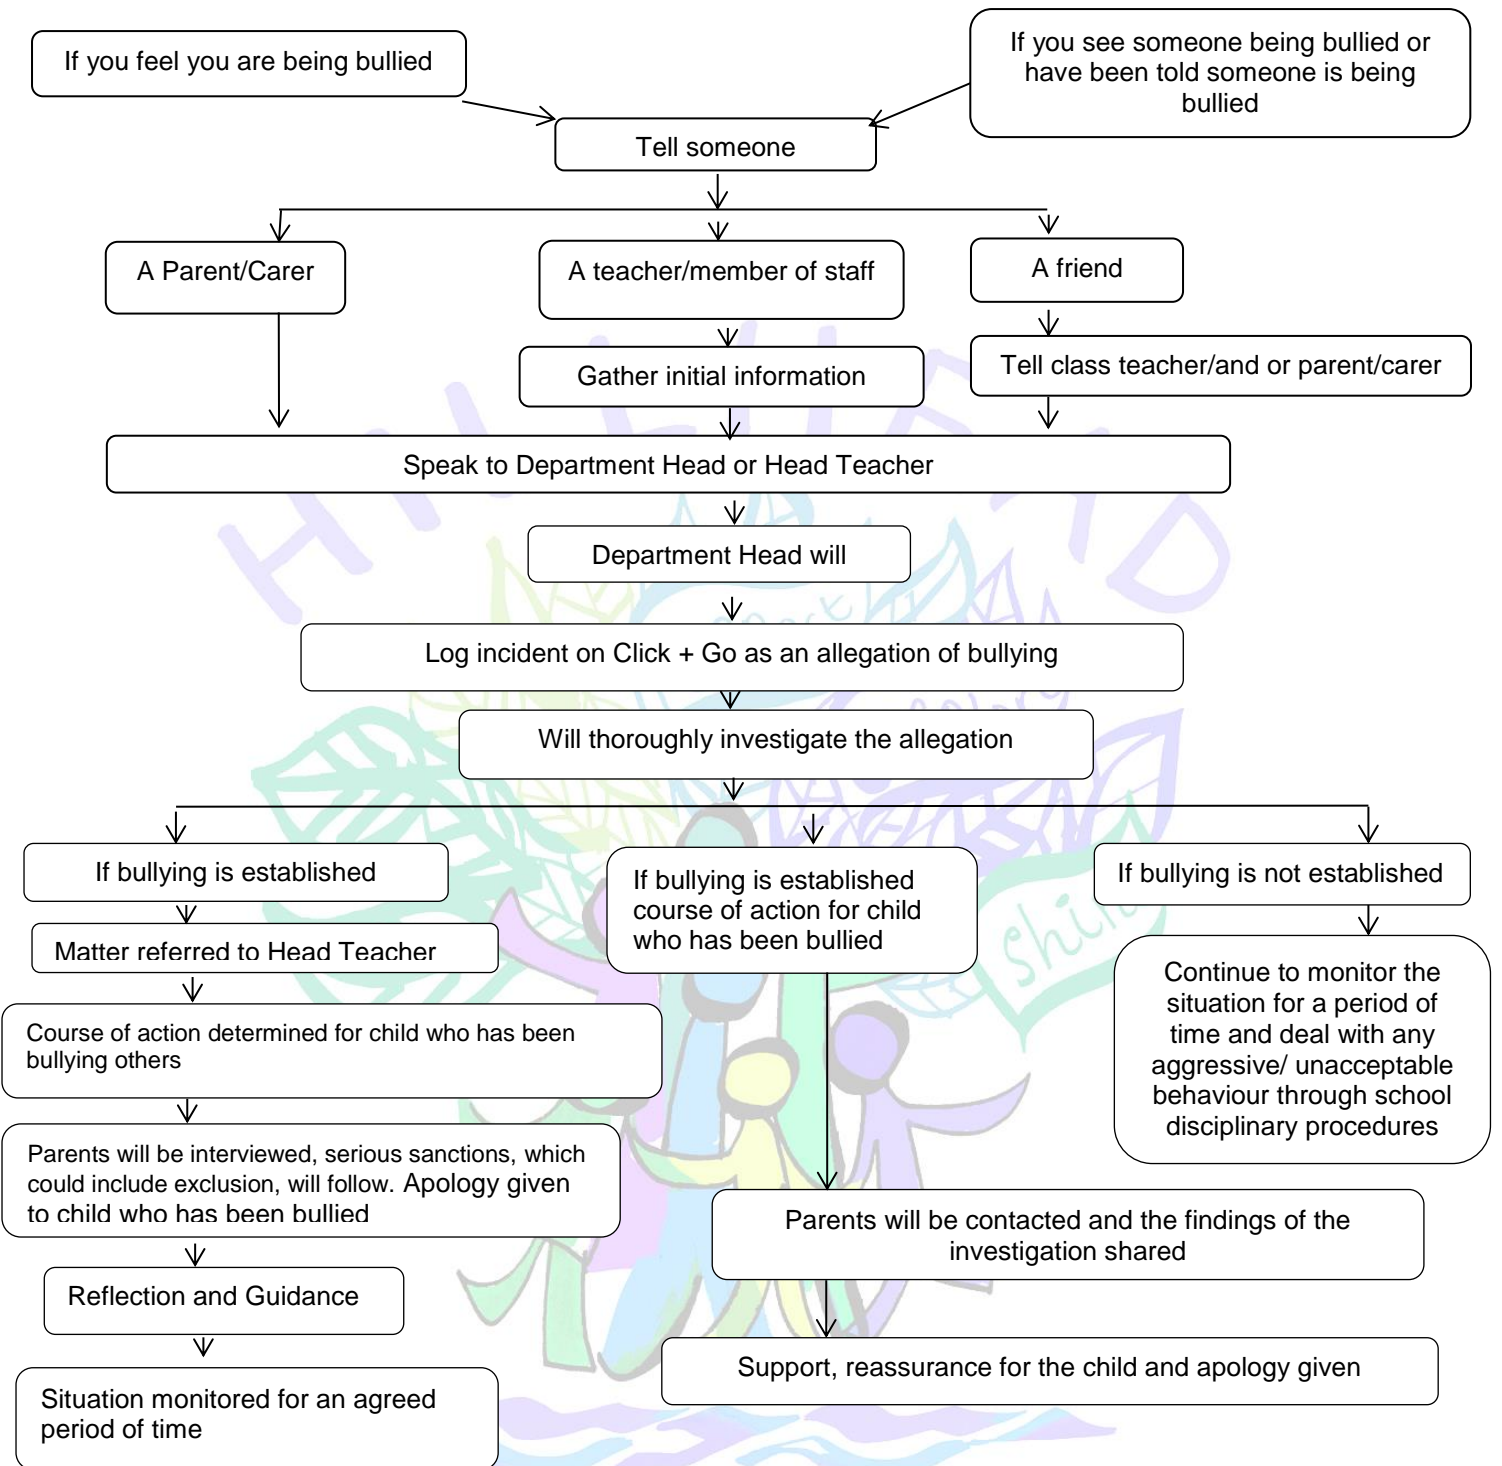 If you feel you are being bullied
If you see someone being bullied or
have been told someone is being
bullied
Tell someone
A Parent/Carer
A teacher/member of staff
A friend
Gather initial information
Tell class teacher/and or parent/carer
Speak to Department Head or Head Teacher
Department Head will
Log incident on Click + Go as an allegation of bullying
Will thoroughly investigate the allegation
If bullying is established
Matter referred to Head Teacher
Course of action determined for child who has been
bullying others
Parents will be interviewed, serious sanctions, which
could include exclusion, will follow. Apology given
to child who has been bullied
Reflection and Guidance
Situation monitored for an agreed
period of time
If bullying is established
course of action for child
who has been bullied
Parents will be contacted and the findings of the
investigation shared
Support, reassurance for the child and apology given
If bullying is not established
Continue to monitor the
situation for a period of
time and deal with any
aggressive/ unacceptable
behaviour through school
disciplinary procedures